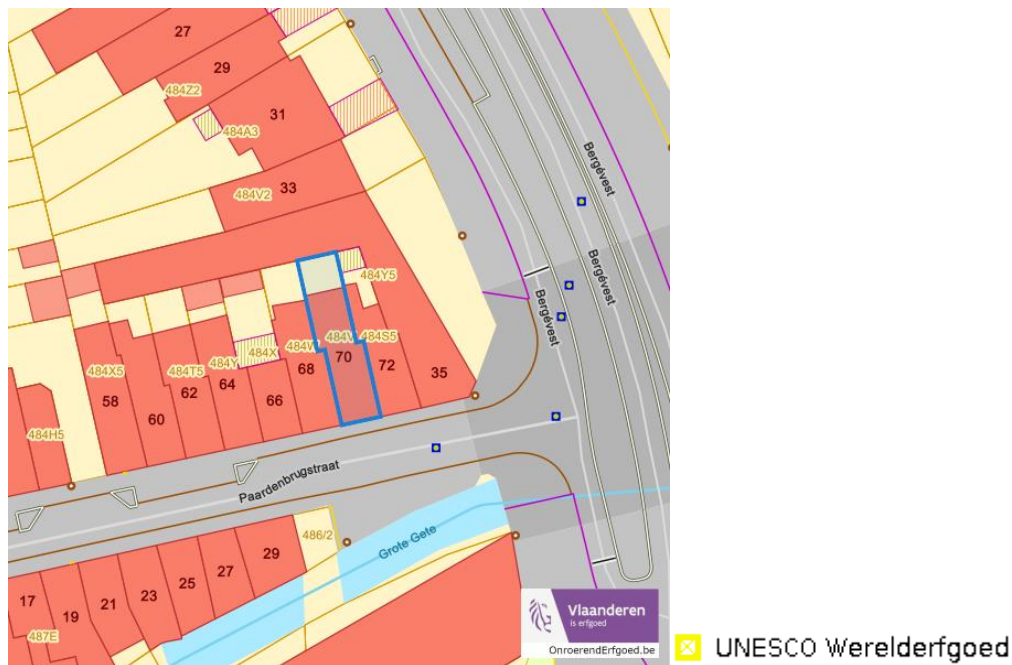 27
29
484Z2
31
484A3
Bergévest
33
484V2
Bergévest
484Y5
Bergévest
484W
484V
484S5
484X
484Y
484T5
484X5
70
72
68
35
64
66
62
58
60
484H5
Paardenbrugstraat
486/2
Grote Gete
29
27
25
23
21
17
19
487E
Vlaanderen
is erfgoed
OnroerendErfgoed.be
UNESCO Werelderfgoed